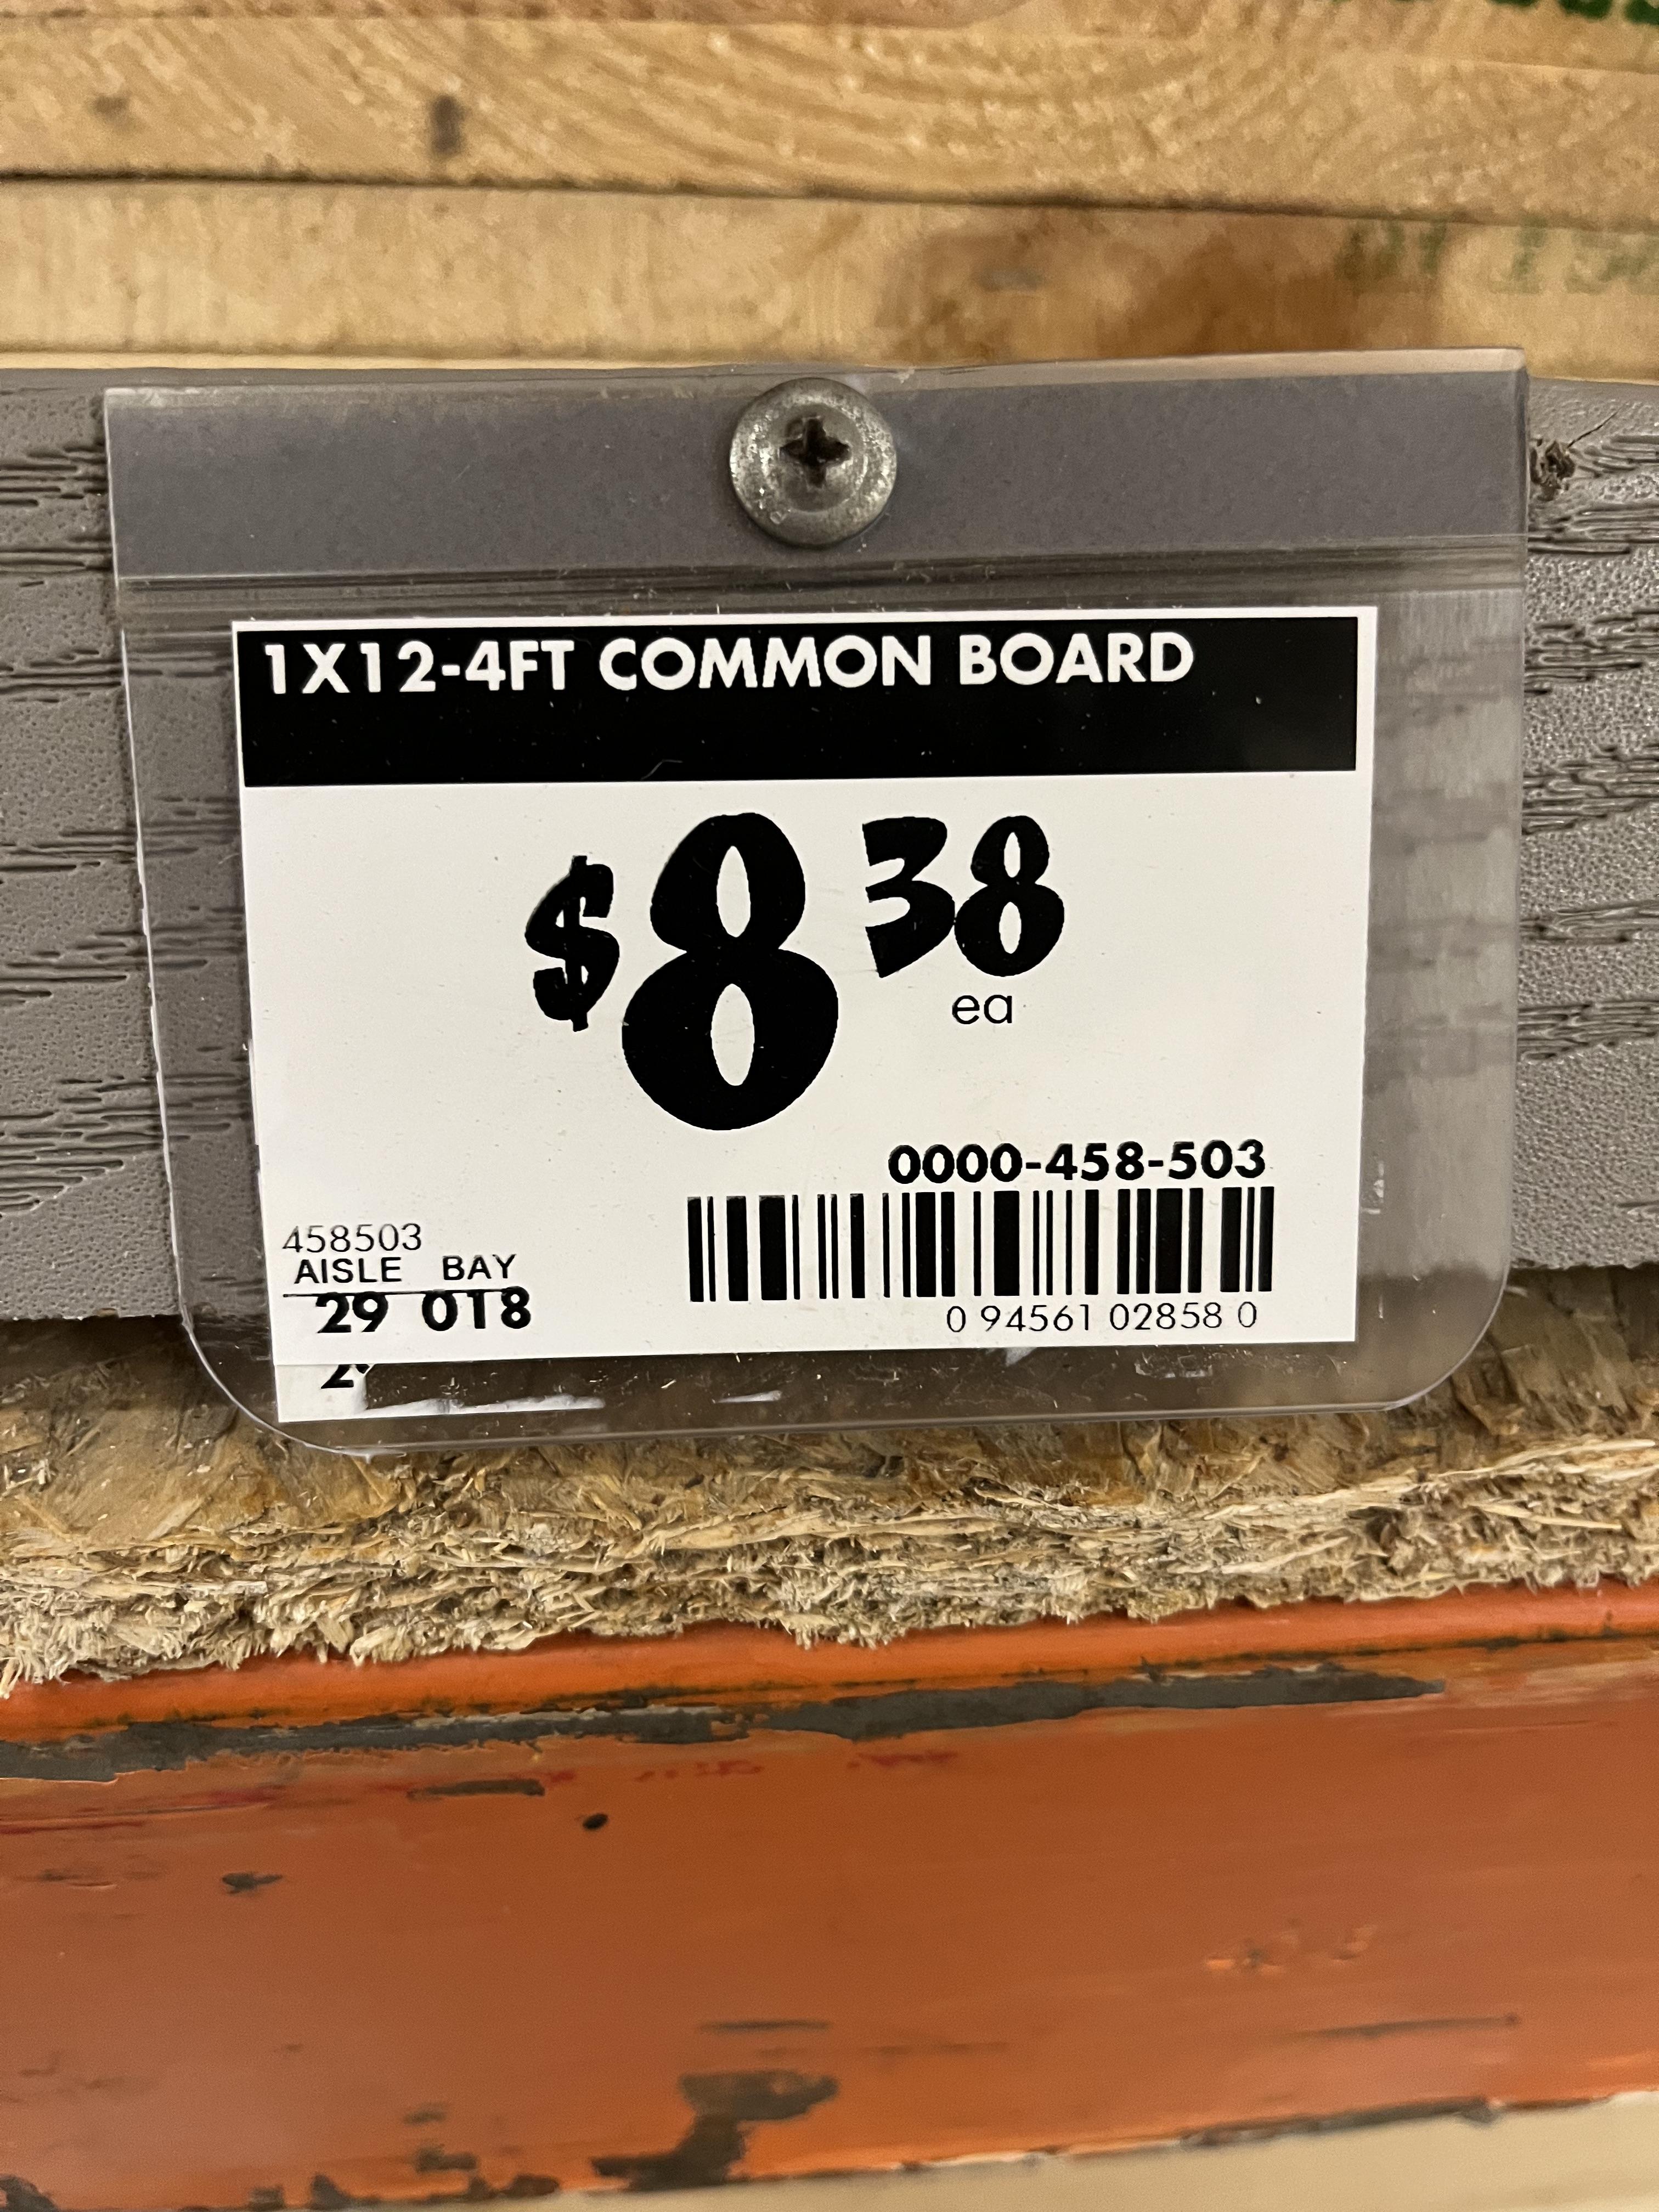 1X12-4FT COMMON BOARD
$8 38
ea
0000-458-503
458503
AISLE BAY
29 018
0 94561 02858 0